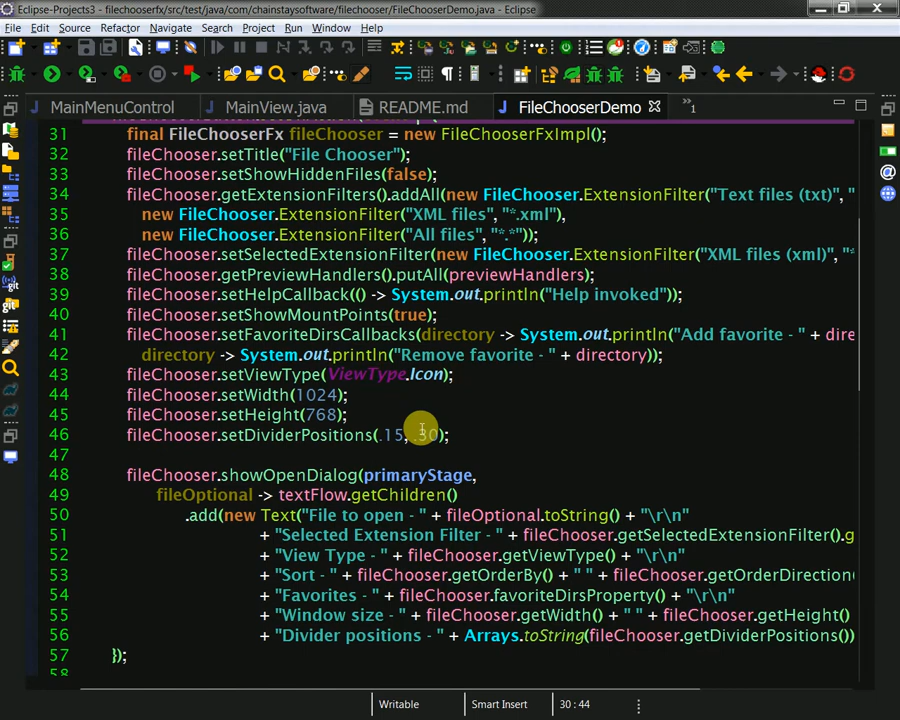 Eclipse-Projects3 - filechooserfx/src/test/java/com/chainstaysoftware/filechooser/FileChooserDemo.java - Eclipse
File Edit Source Refactor Navigate Search Project Run Window Help
MainMenuControl MainView.java README.md FileChooserDemo »1
31 final FileChooserFx fileChooser = new FileChooserFxImpl();
32 fileChooser.setTitle("File Chooser");
33 fileChooser.setShowHiddenFiles(false);
34 fileChooser.getExtensionFilters().addAll(new FileChooser.ExtensionFilter("Text files (txt)", "
35 new FileChooser.ExtensionFilter("XML files", "*.xml"),
36 new FileChooser.ExtensionFilter("All files", "*.*"));
37 fileChooser.setSelectedExtensionFilter(new FileChooser.ExtensionFilter("XML files (xml)", "*
38 fileChooser.getPreviewHandlers().putAll(previewHandlers);
39 fileChooser.setHelpCallback(() -> System.out.println("Help invoked"));
40 fileChooser.setShowMountPoints(true);
41 fileChooser.setFavoriteDirsCallbacks(directory -> System.out.println("Add favorite - " + dire
42 directory -> System.out.println("Remove favorite - " + directory));
43 fileChooser.setViewType(ViewType.Icon);
44 fileChooser.setWidth(1024);
45 fileChooser.setHeight(768);
46 fileChooser.setDividerPositions(.15, .30);
47
48 fileChooser.showOpenDialog(primaryStage,
49 fileOptional -> textFlow.getChildren()
50 .add(new Text("File to open - " + fileOptional.toString() + "\r\n"
51 + "Selected Extension Filter - " + fileChooser.getSelectedExtensionFilter().g
52 + "View Type - " + fileChooser.getViewType() + "\r\n"
53 + "Sort - " + fileChooser.getOrderBy() + " " + fileChooser.getOrderDirection(
54 + "Favorites - " + fileChooser.favoriteDirsProperty() + "\r\n"
55 + "Window size - " + fileChooser.getWidth() + " " + fileChooser.getHeight()
56 + "Divider positions - " + Arrays.toString(fileChooser.getDividerPositions())
57 });
58
Writable Smart Insert 30 : 44